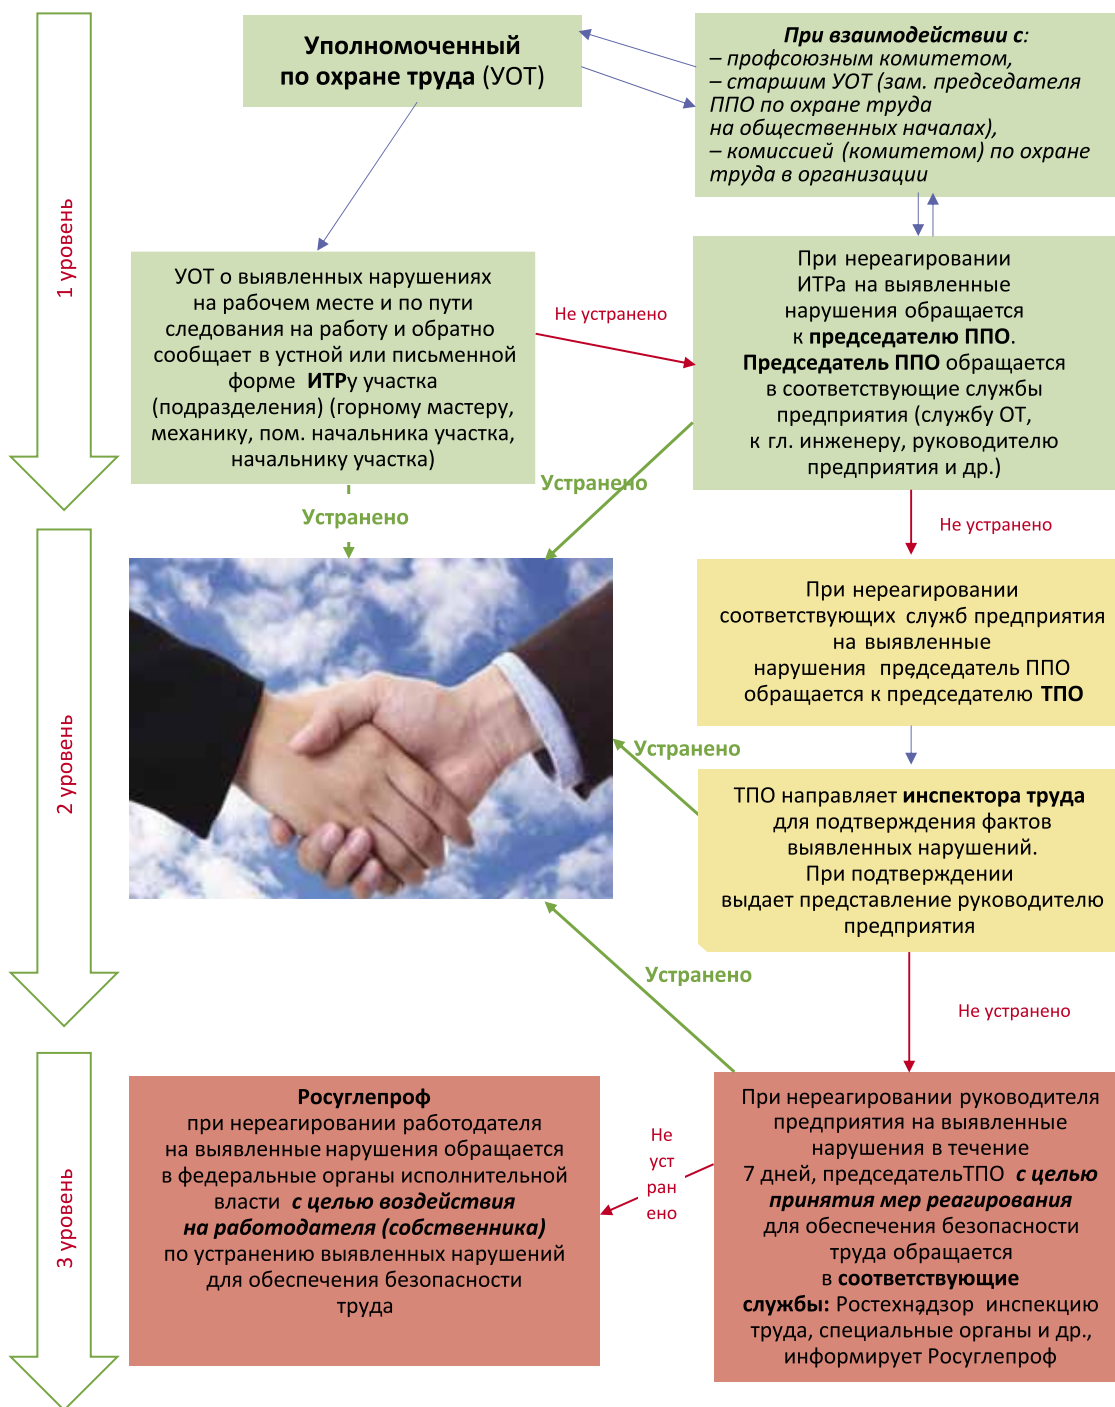 Уполномоченный
по охране труда (УОТ)
При взаимодействии с:
– профсоюзным комитетом,
– старшим УОТ (зам. председателя
ППО по охране труда
на общественных началах),
– комиссией (комитетом) по охране
труда в организации
1 уровень
УОТ о выявленных нарушениях
на рабочем месте и по пути
следования на работу и обратно
сообщает в устной или письменной
форме ИТРу участка
(подразделения) (горному мастеру,
механику, пом. начальника участка,
начальнику участка)
Не устранено
При нереагировании
ИТРа на выявленные
нарушения обращается
к председателю ППО.
Председатель ППО обращается
в соответствующие службы
предприятия (службу ОТ,
к гл. инженеру, руководителю
предприятия и др.)
Устранено
Устранено
Не устранено
2 уровень
При нереагировании
соответствующих служб предприятия
на выявленные
нарушения председатель ППО
обращается к председателю ТПО
Устранено
ТПО направляет инспектора труда
для подтверждения фактов
выявленных нарушений.
При подтверждении
выдает представление руководителю
предприятия
Устранено
Не устранено
3 уровень
Росуглепроф
при нереагировании работодателя
на выявленные нарушения обращается
в федеральные органы исполнительной
власти с целью воздействия
на работодателя (собственника)
по устранению выявленных нарушений
для обеспечения безопасности
труда
Не
уст
ран
ено
При нереагировании руководителя
предприятия на выявленные
нарушения в течение
7 дней, председательТПО с целью
принятия мер реагирования
для обеспечения безопасности
труда обращается
в соответствующие
службы: Ростехнадзор, инспекцию
труда, специальные органы и др.,
информирует Росуглепроф